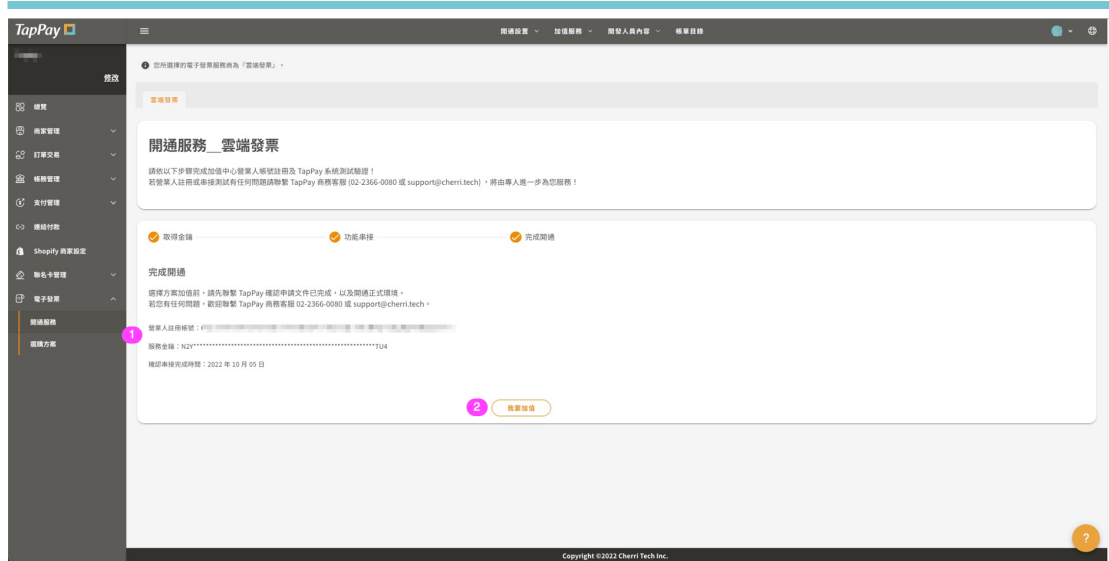 TapPay
開通設置
加值服務
開發人員內容
帳單目錄
修改
您所選擇的電子發票服務商為「雲端發票」。
雲端發票
總覽
商家管理
訂單交易
帳務管理
支付管理
連結付款
Shopify 商家設定
聯名卡管理
電子發票
開通服務
選購方案
開通服務__雲端發票
請依以下步驟完成加值中心營業人帳號註冊及 TapPay 系統測試驗證！
若營業人註冊或串接測試有任何問題請聯繫 TapPay 商務客服 (02-2366-0080 或 support@cherri.tech) ，將由專人進一步為您服務！
取得金鑰
功能串接
完成開通
完成開通
選擇方案加值前，請先聯繫 TapPay 確認申請文件已完成，以及開通正式環境。
若您有任何問題，歡迎聯繫 TapPay 商務客服 02-2366-0080 或 support@cherri.tech。
1
營業人註冊帳號：
服務金鑰：N2Y************************************************************7U4
確認串接完成時間：2022 年 10 月 05 日
2
我要加值
?
Copyright ©2022 Cherri Tech Inc.